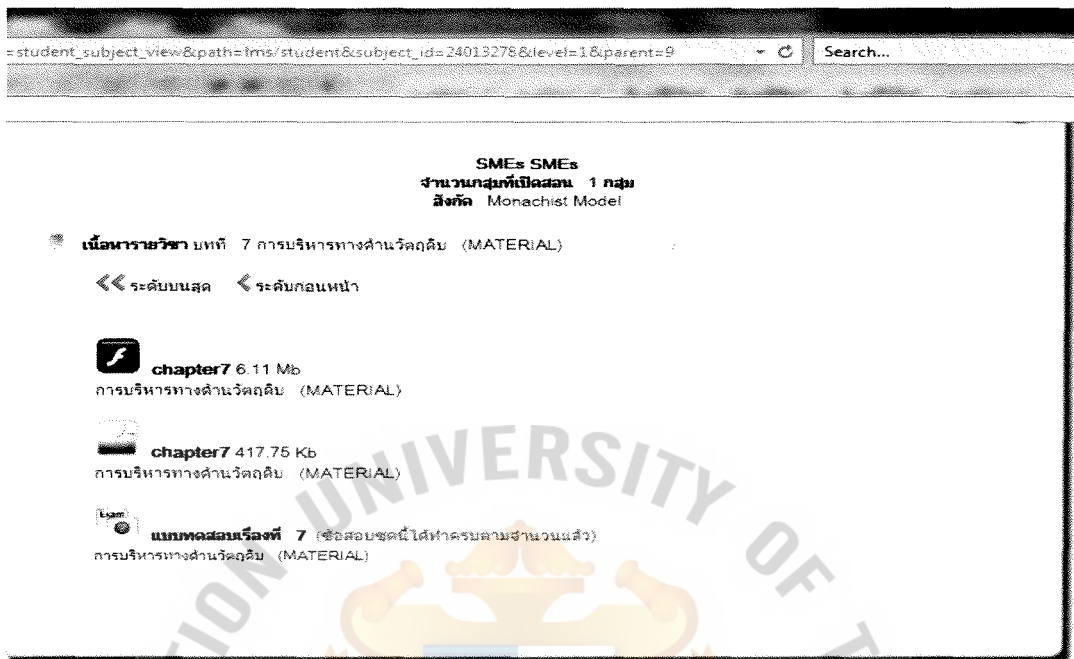 =student_subject_view&path=lms/student&subject_id=24013278&level=1&parent=9
Search...
SMEs SMEs
จำนวนกลุ่มที่เปิดสอน 1 กลุ่ม
สังกัด Monachist Model
เนื้อหารายวิชา บทที่ 7 การบริหารทางด้านวัตถุดิบ (MATERIAL)
ระดับบนสุด ระดับก่อนหน้า
chapter7 6.11 Mb
การบริหารทางด้านวัตถุดิบ (MATERIAL)
chapter7 417.75 Kb
การบริหารทางด้านวัตถุดิบ (MATERIAL)
Exam
แบบทดสอบเรื่องที่ 7 (ข้อสอบชุดนี้ได้ทำครบตามจำนวนแล้ว)
การบริหารทางด้านวัตถุดิบ (MATERIAL)
UNIVERSITY OF T